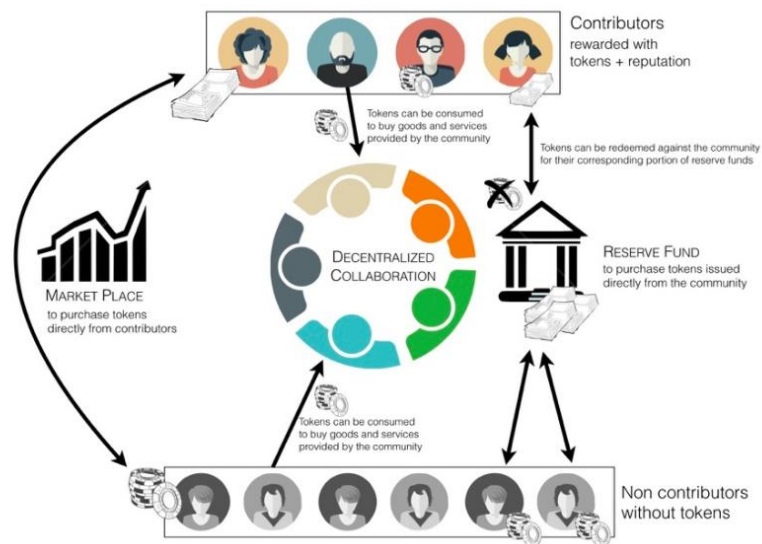 Contributors
rewarded with
tokens + reputation
Tokens can be consumed
to buy goods and services
provided by the community
Tokens can be redeemed against the community
for their corresponding portion of reserve funds
DECENTRALIZED
COLLABORATION
MARKET PLACE
to purchase tokens
directly from contributors
RESERVE FUND
to purchase tokens issued
directly from the community
Tokens can be consumed
to buy goods and services
provided by the community
Non contributors
without tokens